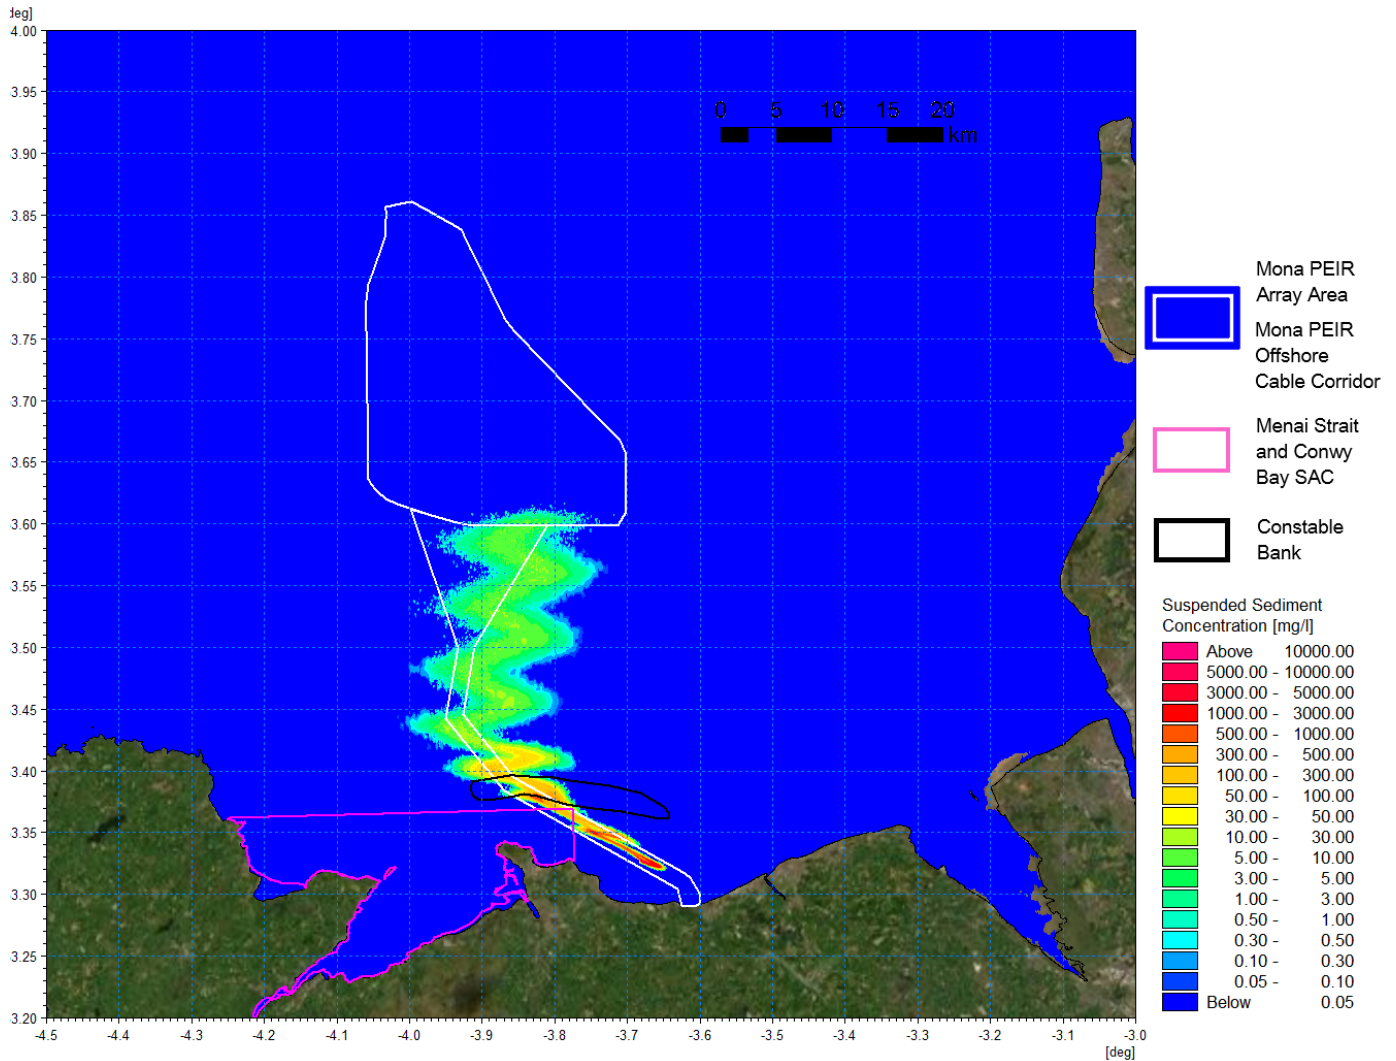 deg]
4.00
3.95
3.90
3.85
3.80
3.75
3.70
3.65
3.60
3.55
3.50
3.45
3.40
3.35
3.30
3.25
3.20
-4.5 -4.4 -4.3 -4.2 -4.1 -4.0 -3.9 -3.8 -3.7 -3.6 -3.5 -3.4 -3.3 -3.2 -3.1 -3.0
[deg]
0 5 10 15 20
km
Mona PEIR
Array Area
Mona PEIR
Offshore
Cable Corridor
Menai Strait
and Conwy
Bay SAC
Constable
Bank
Suspended Sediment
Concentration [mg/l]
Above 10000.00
5000.00 - 10000.00
3000.00 - 5000.00
1000.00 - 3000.00
500.00 - 1000.00
300.00 - 500.00
100.00 - 300.00
50.00 - 100.00
30.00 - 50.00
10.00 - 30.00
5.00 - 10.00
3.00 - 5.00
1.00 - 3.00
0.50 - 1.00
0.30 - 0.50
0.10 - 0.30
0.05 - 0.10
Below 0.05